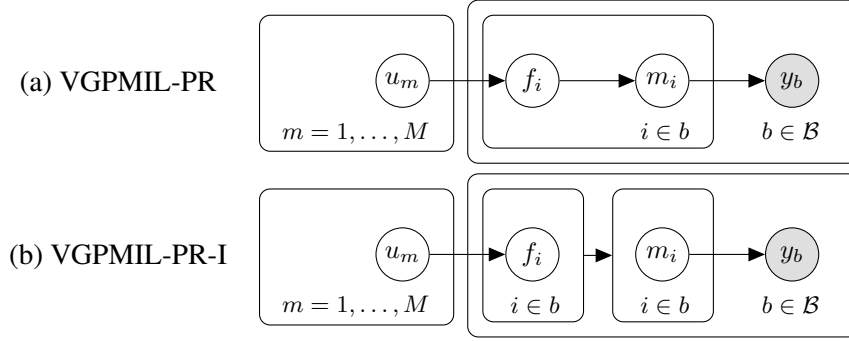 (a) VGPMIL-PR
u_m f_i m_i y_b
m = 1, . . . , M i ∈ b b ∈ ℬ
(b) VGPMIL-PR-I
u_m f_i m_i y_b
m = 1, . . . , M i ∈ b i ∈ b b ∈ ℬ